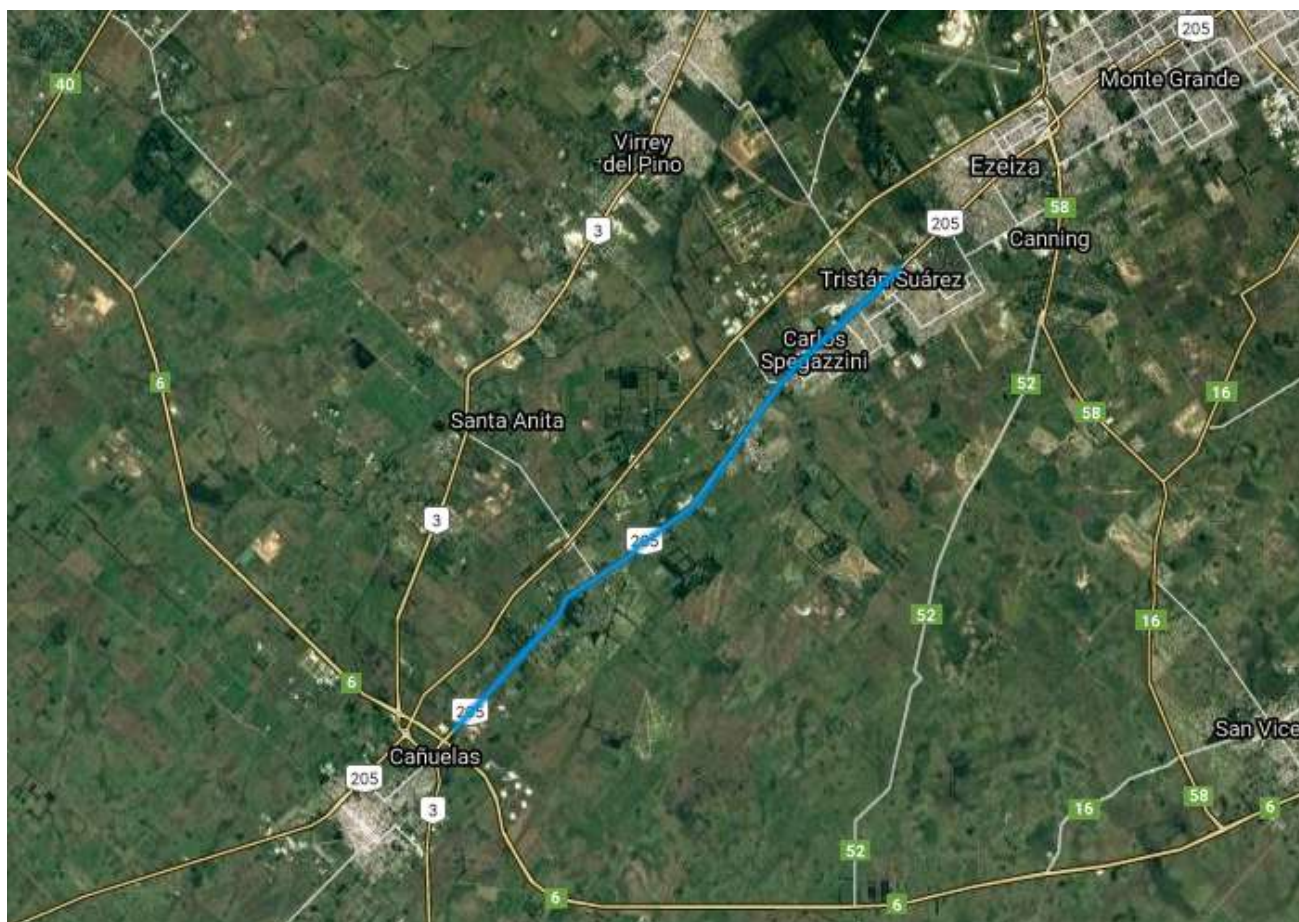 205
40
Monte Grande
Virrey
del Pino
Ezeiza
58
205
3
Canning
Tristán Suárez
Carlos
Spegazzini
6
52
16
58
Santa Anita
3
205
52
16
6
205
San Vice
Cañuelas
205
58
3
16
6
52
6
6